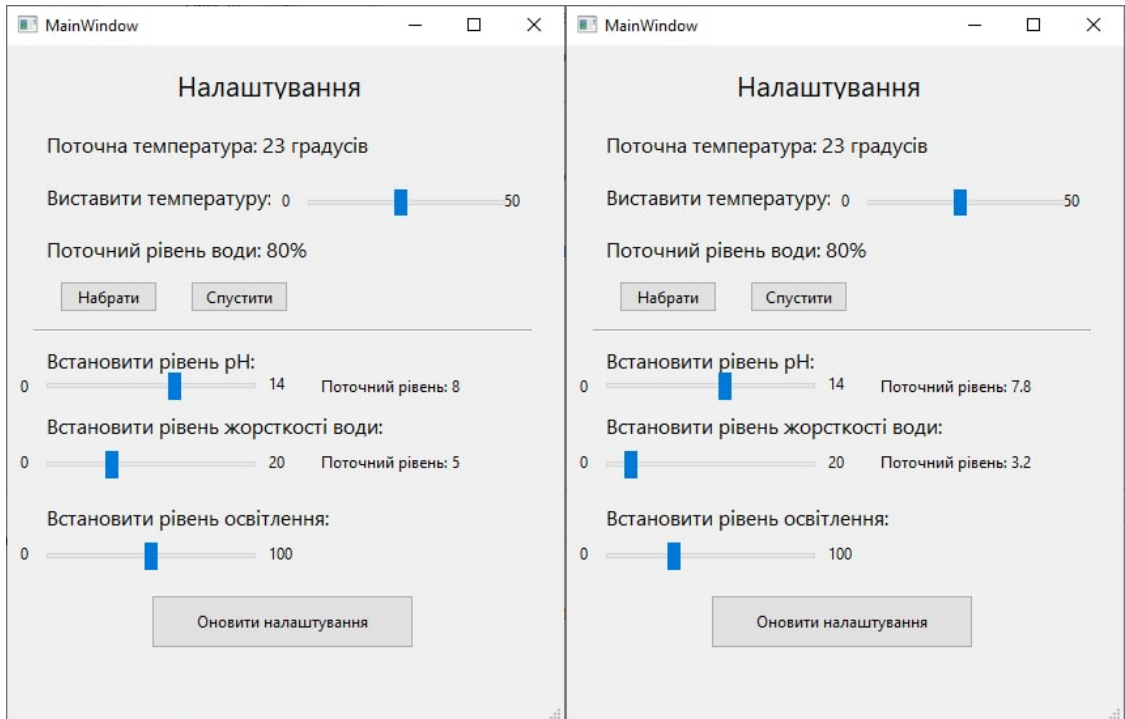 MainWindow
Налаштування
Поточна температура: 23 градусів
Виставити температуру: 0 50
Поточний рівень води: 80%
Набрати Спустити
Встановити рівень pH:
0 14 Поточний рівень: 8
Встановити рівень жорсткості води:
0 20 Поточний рівень: 5
Встановити рівень освітлення:
0 100
Оновити налаштування
MainWindow
Налаштування
Поточна температура: 23 градусів
Виставити температуру: 0 50
Поточний рівень води: 80%
Набрати Спустити
Встановити рівень pH:
0 14 Поточний рівень: 7.8
Встановити рівень жорсткості води:
0 20 Поточний рівень: 3.2
Встановити рівень освітлення:
0 100
Оновити налаштування